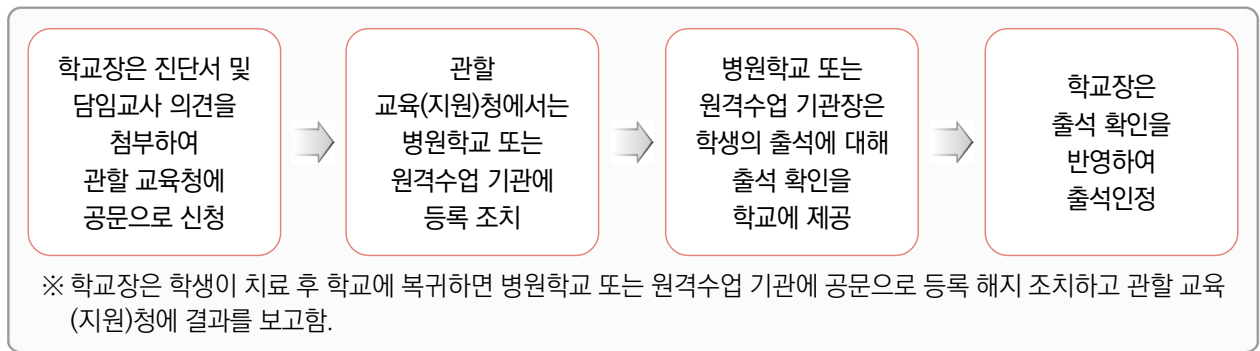 학교장은 진단서 및
담임교사 의견을
첨부하여
관할 교육청에
공문으로 신청
관할
교육(지원)청에서는
병원학교 또는
원격수업 기관에
등록 조치
병원학교 또는
원격수업 기관장은
학생의 출석에 대해
출석 확인을
학교에 제공
학교장은
출석 확인을
반영하여
출석인정
※ 학교장은 학생이 치료 후 학교에 복귀하면 병원학교 또는 원격수업 기관에 공문으로 등록 해지 조치하고 관할 교육
(지원)청에 결과를 보고함.